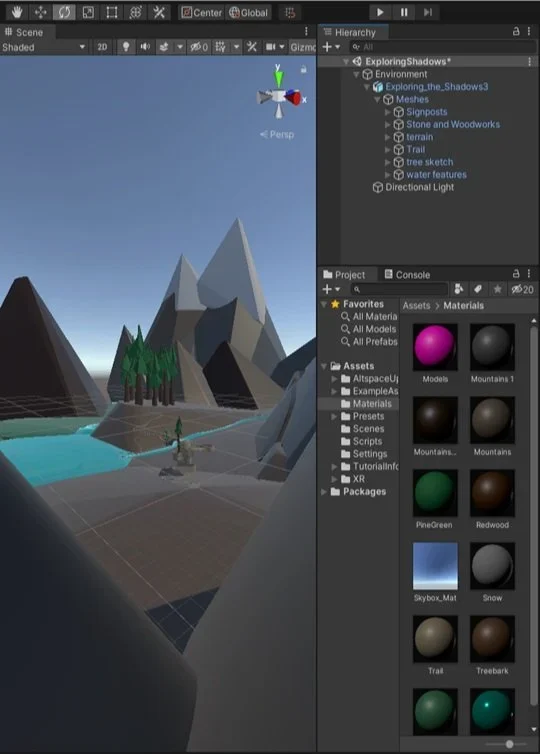 Center Global
Scene
Shaded 2D 0 Gizmo
y
x
Persp
Hierarchy
All
ExploringShadows*
Environment
Exploring_the_Shadows3
Meshes
Signposts
Stone and Woodworks
terrain
Trail
tree sketch
water features
Directional Light
Project Console
20
Favorites
All Materia
All Models
All Prefabs
Assets
AltspaceUp
ExampleAs
Materials
Presets
Scenes
Scripts
Settings
TutorialInfo
XR
Packages
Assets > Materials
Models Mountains 1
Mountains... Mountains
PineGreen Redwood
Skybox_Mat Snow
Trail Treebark